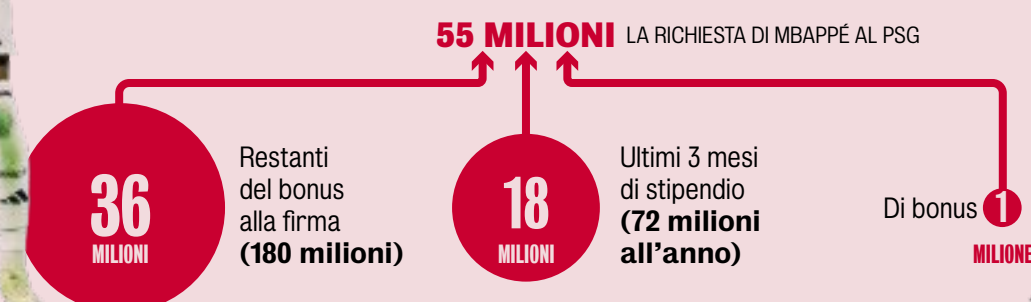 55 MILIONI LA RICHIESTA DI MBAPPÉ AL PSG
36
MILIONI
Restanti
del bonus
alla firma
(180 milioni)
18
MILIONI
Ultimi 3 mesi
di stipendio
(72 milioni
all'anno)
Di bonus 1
MILIONE